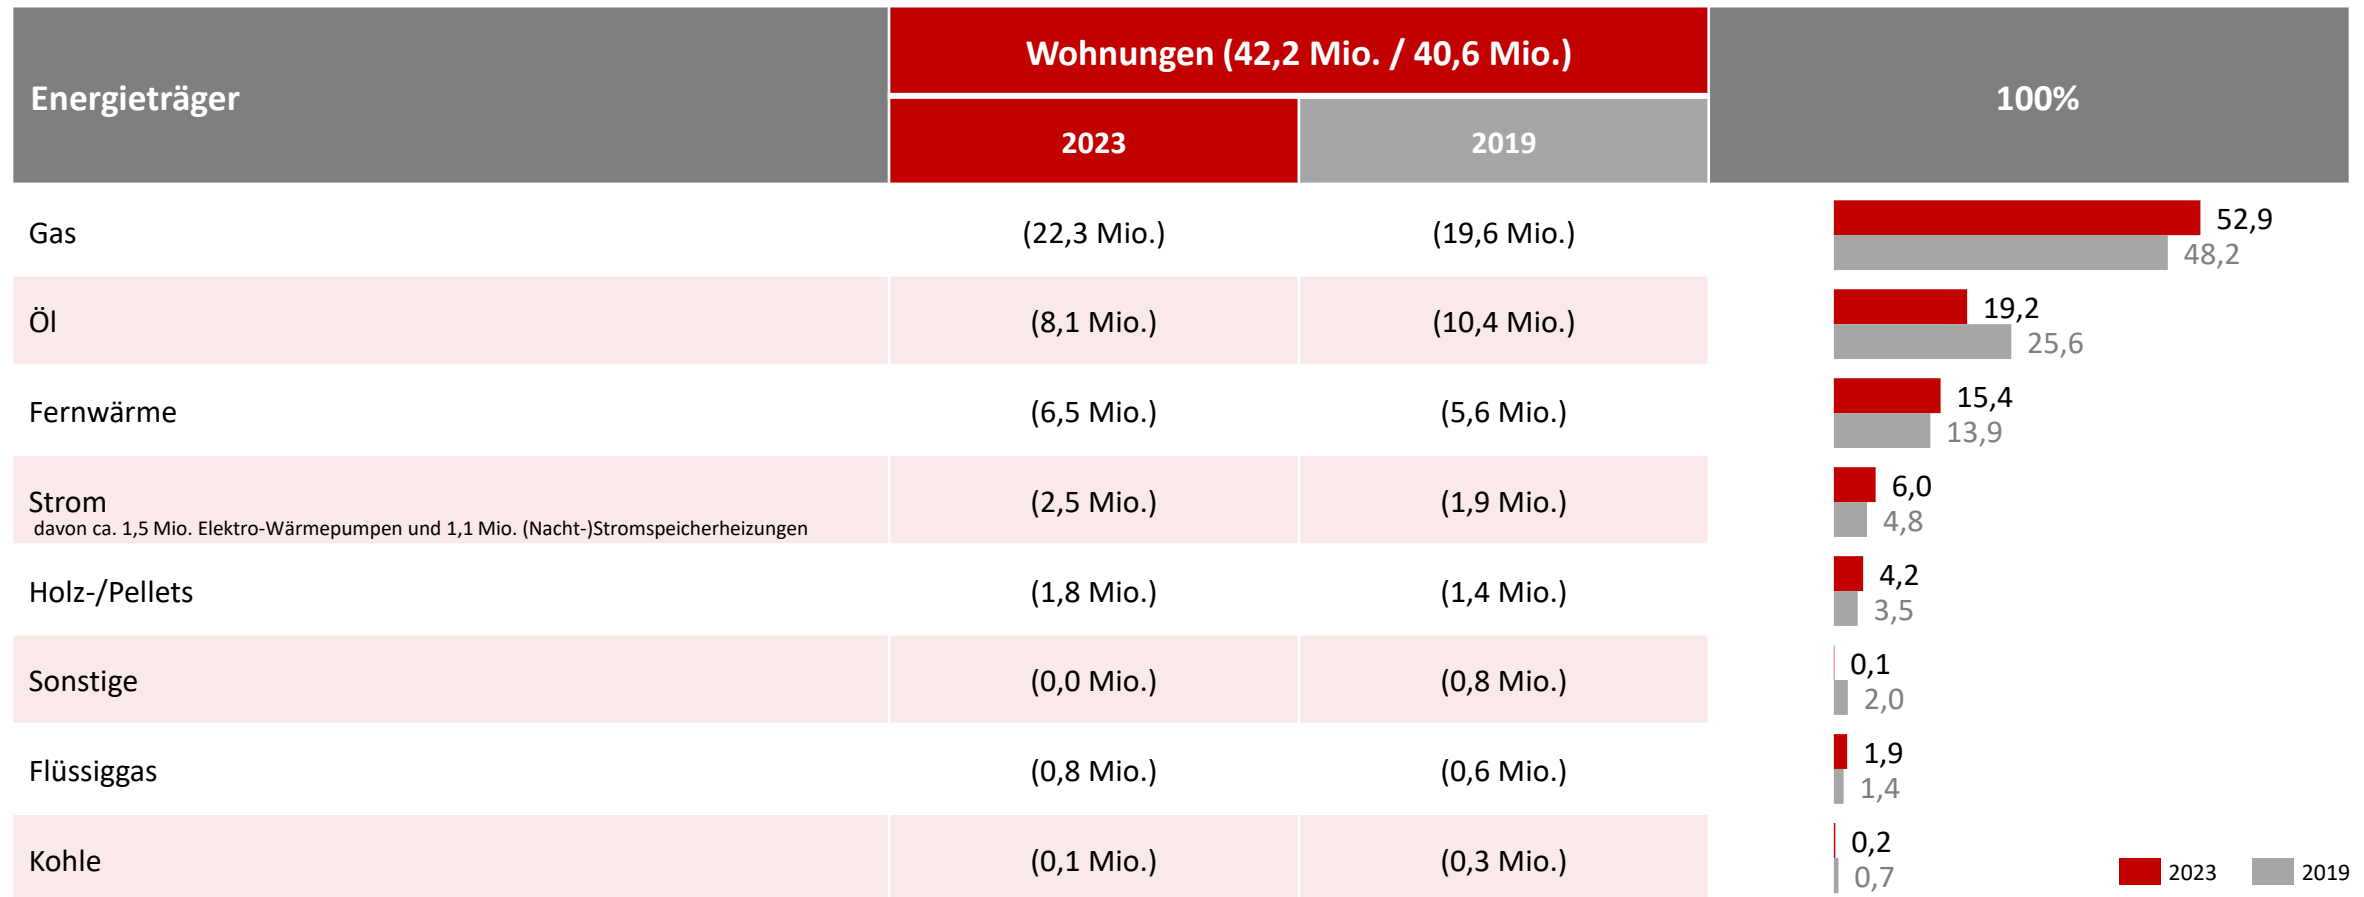 Energieträger
Wohnungen (42,2 Mio. / 40,6 Mio.)
100%
2023
2019
Gas
(22,3 Mio.)
(19,6 Mio.)
52,9
48,2
Öl
(8,1 Mio.)
(10,4 Mio.)
19,2
25,6
Fernwärme
(6,5 Mio.)
(5,6 Mio.)
15,4
13,9
Strom
davon ca. 1,5 Mio. Elektro-Wärmepumpen und 1,1 Mio. (Nacht-)Stromspeicherheizungen
(2,5 Mio.)
(1,9 Mio.)
6,0
4,8
Holz-/Pellets
(1,8 Mio.)
(1,4 Mio.)
4,2
3,5
Sonstige
(0,0 Mio.)
(0,8 Mio.)
0,1
2,0
Flüssiggas
(0,8 Mio.)
(0,6 Mio.)
1,9
1,4
Kohle
(0,1 Mio.)
(0,3 Mio.)
0,2
0,7
2023
2019